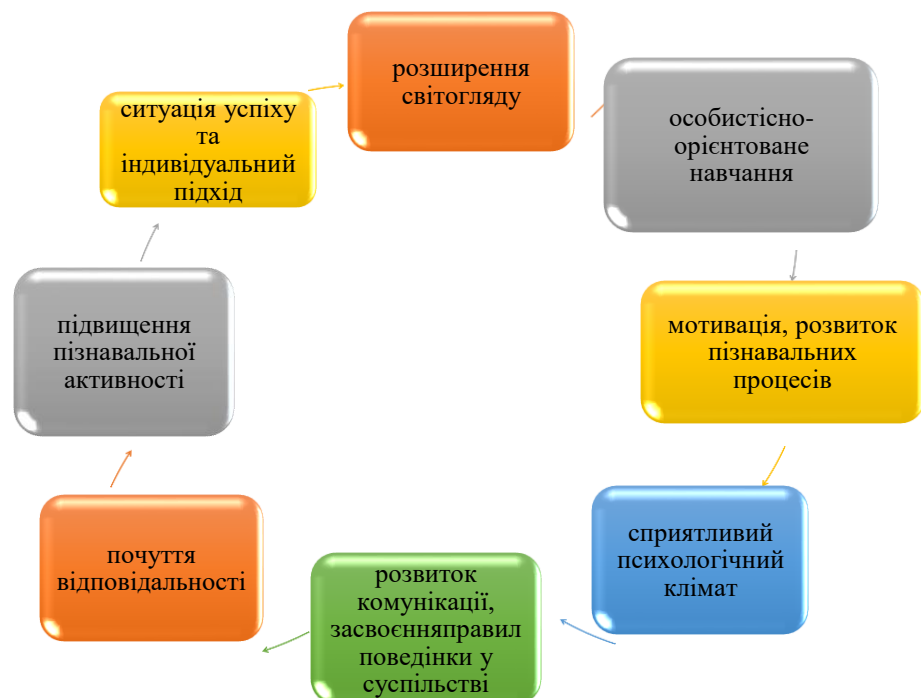 розширення
світогляду
особистісно-
орієнтоване
навчання
мотивація, розвиток
пізнавальних
процесів
сприятливий
психологічний
клімат
розвиток
комунікації,
засвоєнняправил
поведінки у
суспільстві
почуття
відповідальності
підвищення
пізнавальної
активності
ситуація успіху
та
індивідуальний
підхід